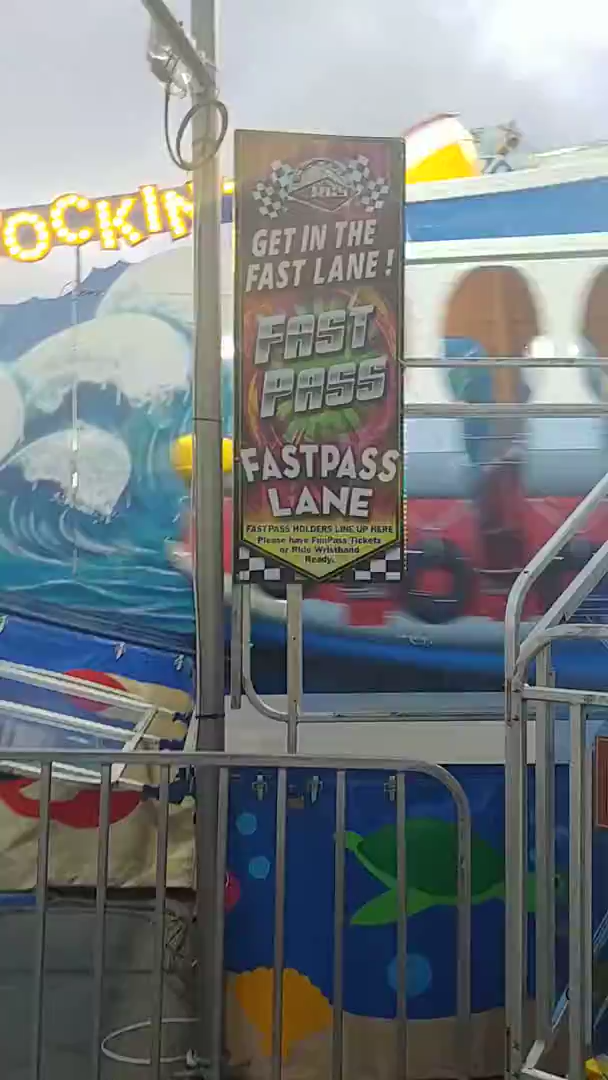 OCKIN
GET IN THE
FAST LANE!
FAST
PASS
FASTPASS
LANE
FASTPASS HOLDERS LINE UP HERE
Please have FunPass Tickets
or Ride Wristband
Ready.